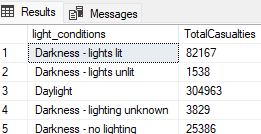 Results Messages
light_conditions TotalCasualties
1 Darkness - lights lit 82167
2 Darkness - lights unlit 1538
3 Daylight 304963
4 Darkness - lighting unknown 3829
5 Darkness - no lighting 25386